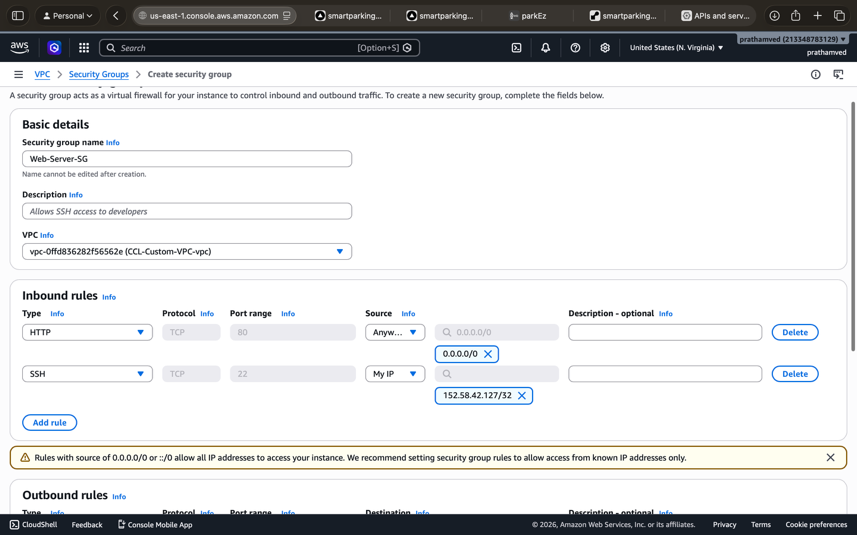 Personal
us-east-1.console.aws.amazon.com
smartparking...
smartparking...
parkEz
smartparking...
APIs and serv...
aws
Search
[Option+S]
United States (N. Virginia)
prathamved (213348783129)
prathamved
VPC
Security Groups
Create security group
A security group acts as a virtual firewall for your instance to control inbound and outbound traffic. To create a new security group, complete the fields below.
Basic details
Security group name Info
Web-Server-SG
Name cannot be edited after creation.
Description Info
Allows SSH access to developers
VPC Info
vpc-0ffd836282f56562e (CCL-Custom-VPC-vpc)
Inbound rules Info
Type Info Protocol Info Port range Info Source Info Description - optional Info
HTTP TCP 80 Anyw... 0.0.0.0/0 Delete
0.0.0.0/0
SSH TCP 22 My IP Delete
152.58.42.127/32
Add rule
Rules with source of 0.0.0.0/0 or ::/0 allow all IP addresses to access your instance. We recommend setting security group rules to allow access from known IP addresses only.
Outbound rules Info
Type Info Protocol Info Port range Info Destination Info Description - optional Info
CloudShell Feedback Console Mobile App © 2026, Amazon Web Services, Inc. or its affiliates. Privacy Terms Cookie preferences